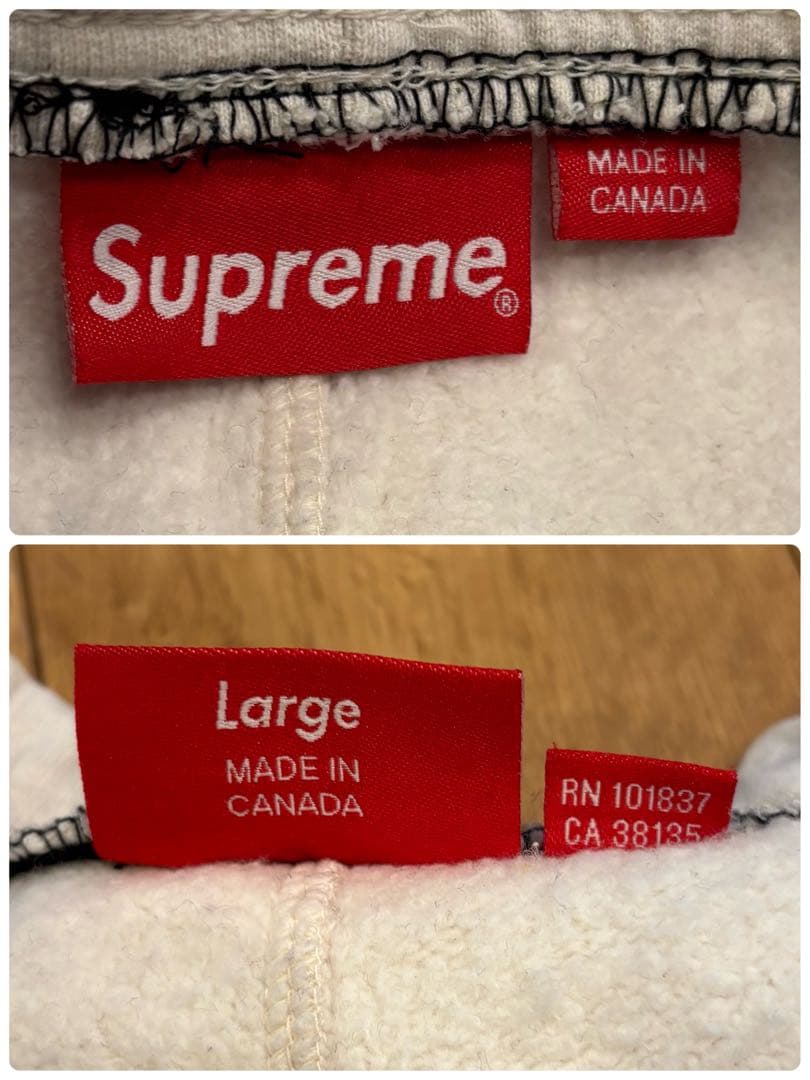 Supreme®
MADE IN
CANADA
Large
MADE IN
CANADA
RN 101837
CA 38135